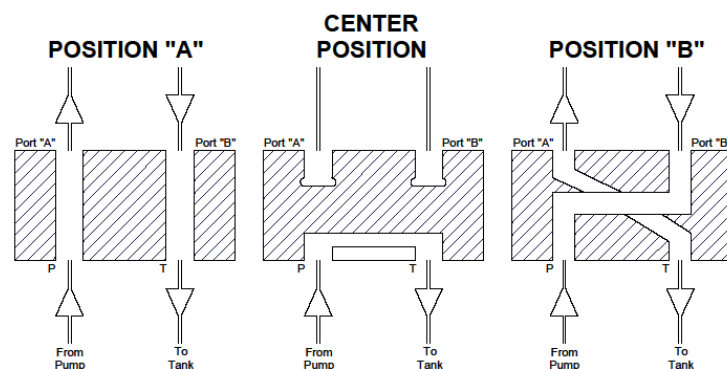 POSITION "A"
CENTER
POSITION
POSITION "B"
Port "A"
Port "B"
Port "A"
Port "B"
Port "A"
Port "B"
P
T
P
T
P
T
From
Pump
To
Tank
From
Pump
To
Tank
From
Pump
To
Tank